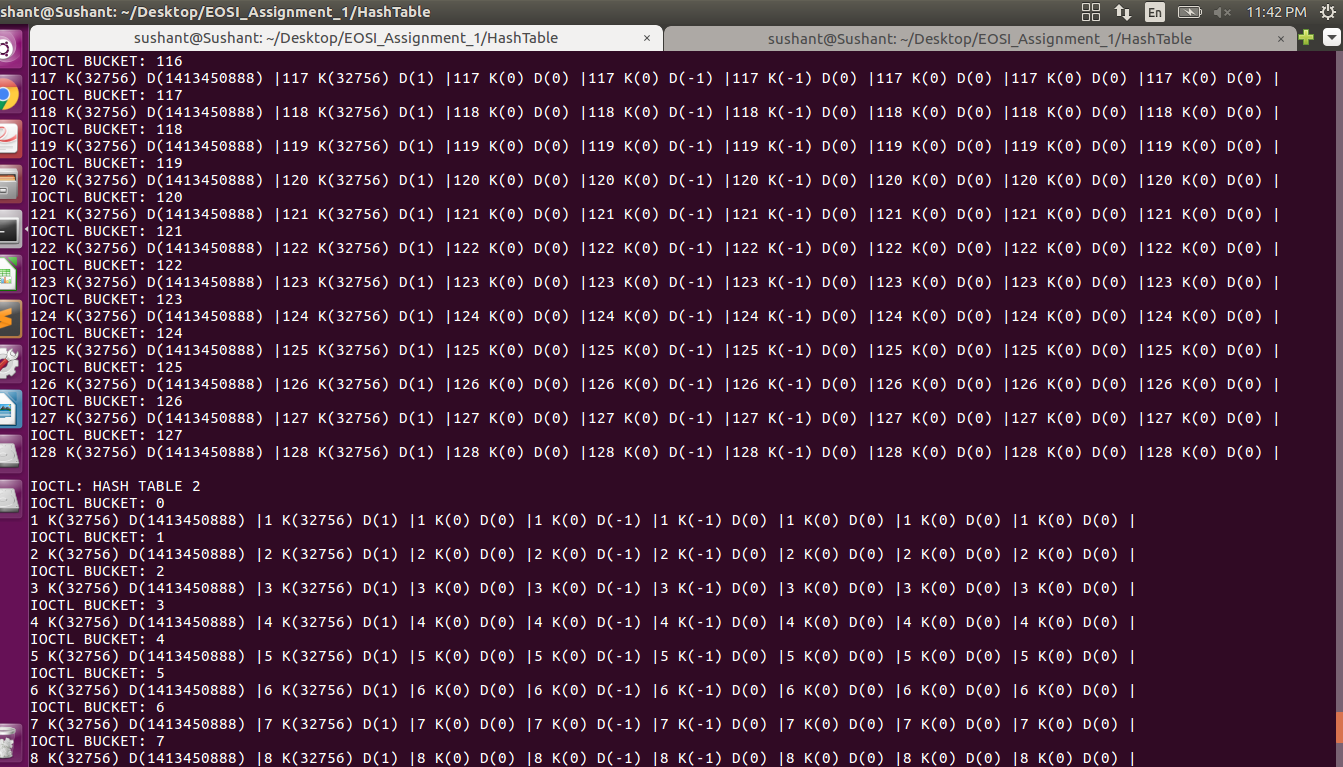 shant@Sushant: ~/Desktop/EOSI_Assignment_1/HashTable
En
11:42 PM
sushant@Sushant: ~/Desktop/EOSI_Assignment_1/HashTable ×
sushant@Sushant: ~/Desktop/EOSI_Assignment_1/HashTable ×
IOCTL BUCKET: 116
117 K(32756) D(1413450888) |117 K(32756) D(1) |117 K(0) D(0) |117 K(0) D(-1) |117 K(-1) D(0) |117 K(0) D(0) |117 K(0) D(0) |117 K(0) D(0) |
IOCTL BUCKET: 117
118 K(32756) D(1413450888) |118 K(32756) D(1) |118 K(0) D(0) |118 K(0) D(-1) |118 K(-1) D(0) |118 K(0) D(0) |118 K(0) D(0) |118 K(0) D(0) |
IOCTL BUCKET: 118
119 K(32756) D(1413450888) |119 K(32756) D(1) |119 K(0) D(0) |119 K(0) D(-1) |119 K(-1) D(0) |119 K(0) D(0) |119 K(0) D(0) |119 K(0) D(0) |
IOCTL BUCKET: 119
120 K(32756) D(1413450888) |120 K(32756) D(1) |120 K(0) D(0) |120 K(0) D(-1) |120 K(-1) D(0) |120 K(0) D(0) |120 K(0) D(0) |120 K(0) D(0) |
IOCTL BUCKET: 120
121 K(32756) D(1413450888) |121 K(32756) D(1) |121 K(0) D(0) |121 K(0) D(-1) |121 K(-1) D(0) |121 K(0) D(0) |121 K(0) D(0) |121 K(0) D(0) |
IOCTL BUCKET: 121
122 K(32756) D(1413450888) |122 K(32756) D(1) |122 K(0) D(0) |122 K(0) D(-1) |122 K(-1) D(0) |122 K(0) D(0) |122 K(0) D(0) |122 K(0) D(0) |
IOCTL BUCKET: 122
123 K(32756) D(1413450888) |123 K(32756) D(1) |123 K(0) D(0) |123 K(0) D(-1) |123 K(-1) D(0) |123 K(0) D(0) |123 K(0) D(0) |123 K(0) D(0) |
IOCTL BUCKET: 123
124 K(32756) D(1413450888) |124 K(32756) D(1) |124 K(0) D(0) |124 K(0) D(-1) |124 K(-1) D(0) |124 K(0) D(0) |124 K(0) D(0) |124 K(0) D(0) |
IOCTL BUCKET: 124
125 K(32756) D(1413450888) |125 K(32756) D(1) |125 K(0) D(0) |125 K(0) D(-1) |125 K(-1) D(0) |125 K(0) D(0) |125 K(0) D(0) |125 K(0) D(0) |
IOCTL BUCKET: 125
126 K(32756) D(1413450888) |126 K(32756) D(1) |126 K(0) D(0) |126 K(0) D(-1) |126 K(-1) D(0) |126 K(0) D(0) |126 K(0) D(0) |126 K(0) D(0) |
IOCTL BUCKET: 126
127 K(32756) D(1413450888) |127 K(32756) D(1) |127 K(0) D(0) |127 K(0) D(-1) |127 K(-1) D(0) |127 K(0) D(0) |127 K(0) D(0) |127 K(0) D(0) |
IOCTL BUCKET: 127
128 K(32756) D(1413450888) |128 K(32756) D(1) |128 K(0) D(0) |128 K(0) D(-1) |128 K(-1) D(0) |128 K(0) D(0) |128 K(0) D(0) |128 K(0) D(0) |
IOCTL: HASH TABLE 2
IOCTL BUCKET: 0
1 K(32756) D(1413450888) |1 K(32756) D(1) |1 K(0) D(0) |1 K(0) D(-1) |1 K(-1) D(0) |1 K(0) D(0) |1 K(0) D(0) |1 K(0) D(0) |
IOCTL BUCKET: 1
2 K(32756) D(1413450888) |2 K(32756) D(1) |2 K(0) D(0) |2 K(0) D(-1) |2 K(-1) D(0) |2 K(0) D(0) |2 K(0) D(0) |2 K(0) D(0) |
IOCTL BUCKET: 2
3 K(32756) D(1413450888) |3 K(32756) D(1) |3 K(0) D(0) |3 K(0) D(-1) |3 K(-1) D(0) |3 K(0) D(0) |3 K(0) D(0) |3 K(0) D(0) |
IOCTL BUCKET: 3
4 K(32756) D(1413450888) |4 K(32756) D(1) |4 K(0) D(0) |4 K(0) D(-1) |4 K(-1) D(0) |4 K(0) D(0) |4 K(0) D(0) |4 K(0) D(0) |
IOCTL BUCKET: 4
5 K(32756) D(1413450888) |5 K(32756) D(1) |5 K(0) D(0) |5 K(0) D(-1) |5 K(-1) D(0) |5 K(0) D(0) |5 K(0) D(0) |5 K(0) D(0) |
IOCTL BUCKET: 5
6 K(32756) D(1413450888) |6 K(32756) D(1) |6 K(0) D(0) |6 K(0) D(-1) |6 K(-1) D(0) |6 K(0) D(0) |6 K(0) D(0) |6 K(0) D(0) |
IOCTL BUCKET: 6
7 K(32756) D(1413450888) |7 K(32756) D(1) |7 K(0) D(0) |7 K(0) D(-1) |7 K(-1) D(0) |7 K(0) D(0) |7 K(0) D(0) |7 K(0) D(0) |
IOCTL BUCKET: 7
8 K(32756) D(1413450888) |8 K(32756) D(1) |8 K(0) D(0) |8 K(0) D(-1) |8 K(-1) D(0) |8 K(0) D(0) |8 K(0) D(0) |8 K(0) D(0) |